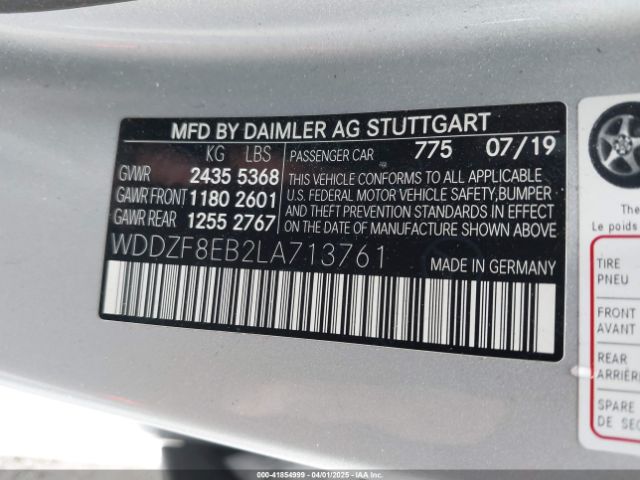 MFD BY DAIMLER AG STUTTGART
KG LBS
GVWR 2435 5368
GAWR FRONT 1180 2601
GAWR REAR 1255 2767
PASSENGER CAR 775 07/19
THIS VEHICLE CONFORMS TO ALL APPLICABLE
U.S. FEDERAL MOTOR VEHICLE SAFETY,BUMPER
AND THEFT PREVENTION STANDARDS IN EFFECT
ON THE DATE OF MANUFACTURE SHOWN ABOVE
WDDZF8EB2LA713761
MADE IN GERMANY
The
Le poids
TIRE
PNEU
FRONT
AVANT
REAR
SPARE
DE
000-41854999 04/01/2025 IAA Holdings, LLC